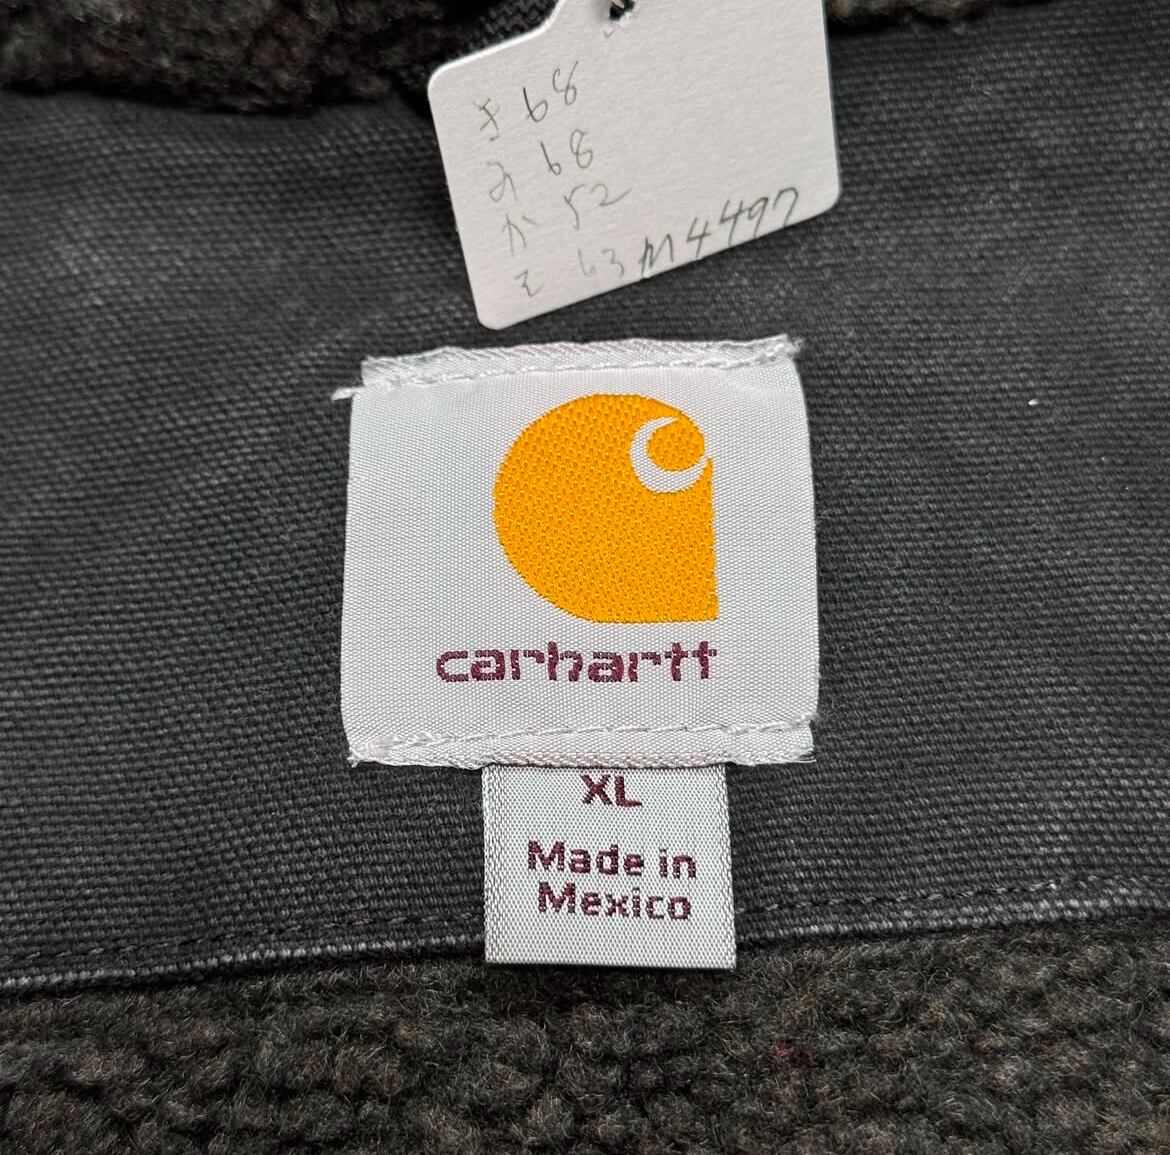 き 68
み 68
か 52
そ 63 M4497
carhartt
XL
Made in
Mexico